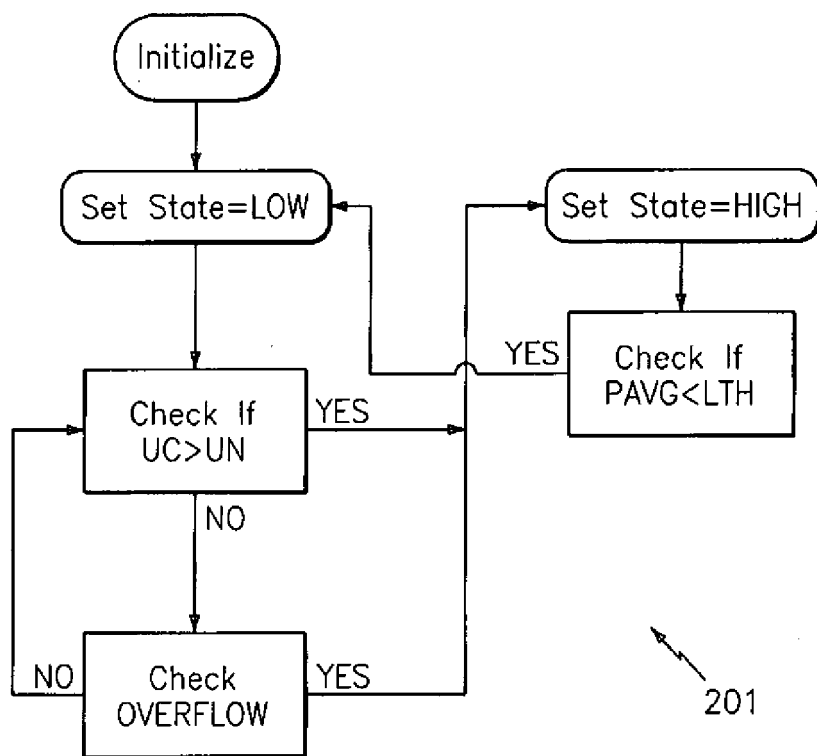 Initialize
Set State=LOW
Set State=HIGH
YES
Check If
PAVG<LTH
Check If
UC>UN
YES
NO
NO
Check
OVERFLOW
YES
201